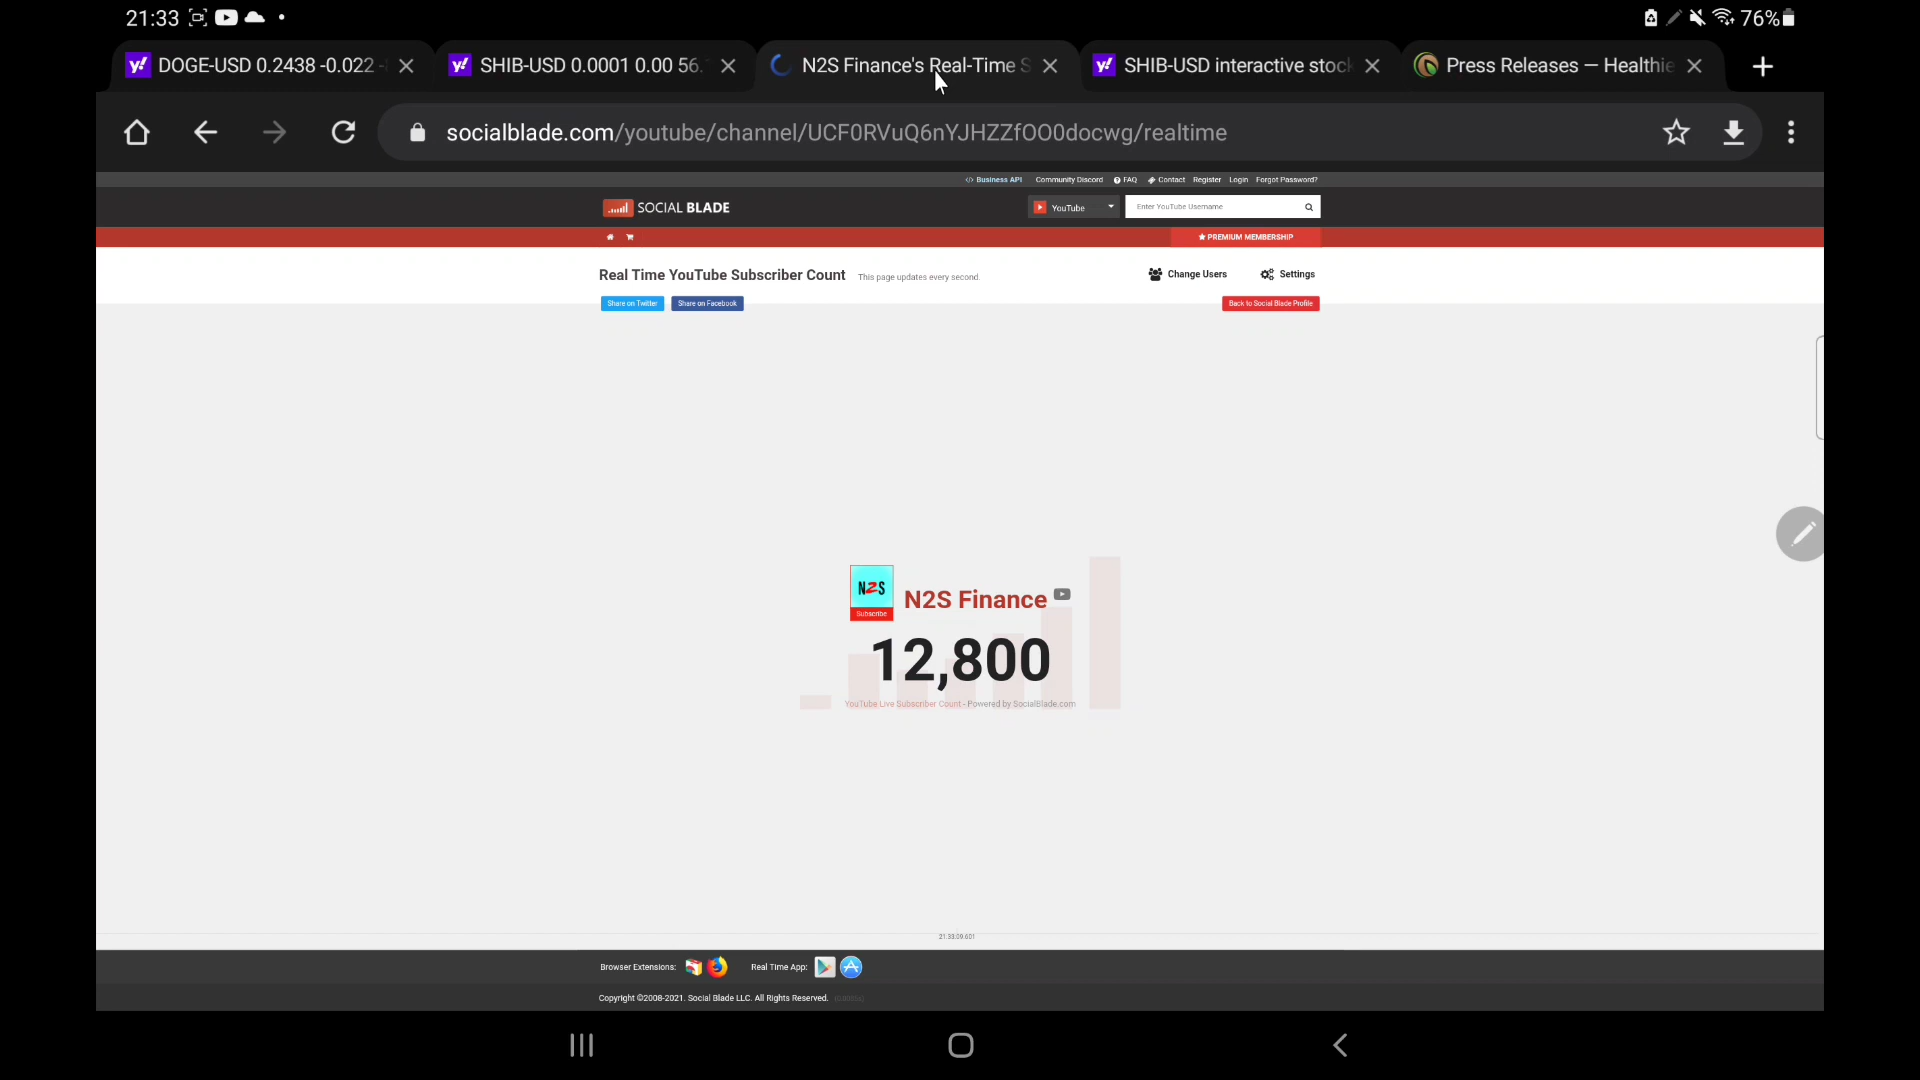 21:33
76%
DOGE-USD 0.2438 -0.022 -
SHIB-USD 0.0001 0.00 56.
N2S Finance's Real-Time S
SHIB-USD interactive stock
Press Releases — Healthie
socialblade.com/youtube/channel/UCF0RVuQ6nYJHZZfOO0docwg/realtime
</> Business API Community Discord FAQ Contact Register Login Forgot Password?
SOCIAL BLADE
YouTube
Enter YouTube Username
PREMIUM MEMBERSHIP
Real Time YouTube Subscriber Count
This page updates every second.
Change Users
Settings
Share on Twitter
Share on Facebook
Back to Social Blade Profile
N2S
Subscribe
N2S Finance
12,800
YouTube Live Subscriber Count - Powered by SocialBlade.com
21:33:09.601
Browser Extensions:
Real Time App:
Copyright ©2008-2021. Social Blade LLC. All Rights Reserved.